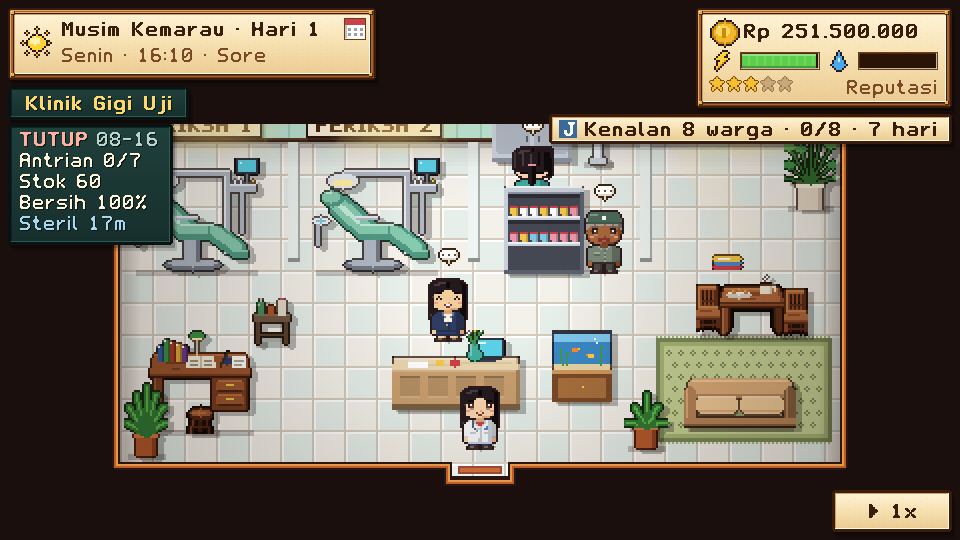 Musim Kemarau · Hari 1
Senin · 16:10 · Sore
Rp 251.500.000
Reputasi
Klinik Gigi Uji
TUTUP 08-16
Antrian 0/7
Stok 60
Bersih 100%
Steril 17m
PERIKSA 1
PERIKSA 2
J Kenalan 8 warga · 0/8 · 7 hari
1x